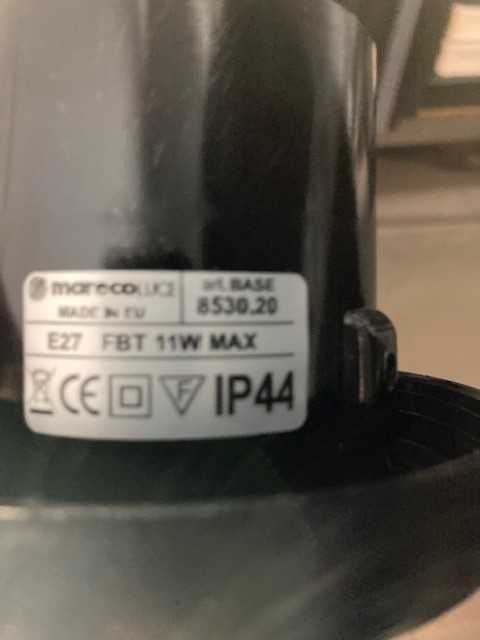 marecoLUCE
MADE IN EU
art. BASE
8530.20
E27 FBT 11W MAX
CE F IP44